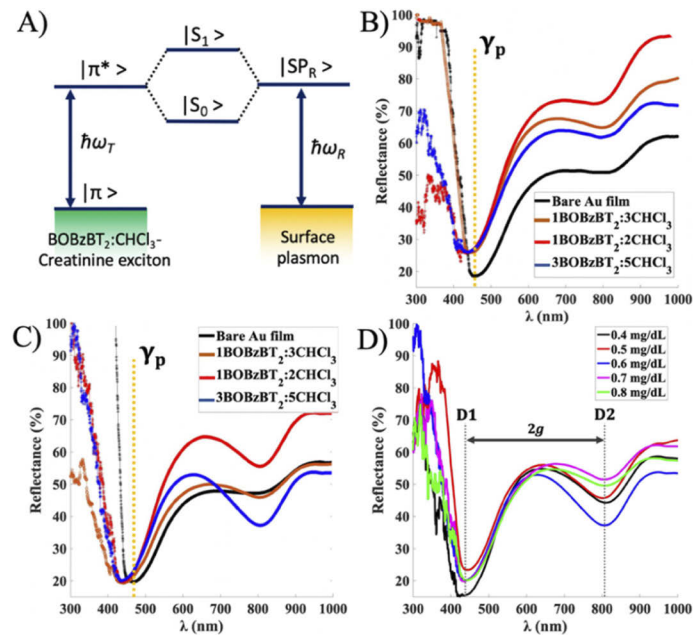 A)
|S₁ >
|π* >
|SP_R >
|S₀ >
ħω_T
ħω_R
|π >
BOBzBT₂:CHCl₃-
Creatinine exciton
Surface
plasmon
B)
γₚ
Reflectance (%)
100
90
80
70
60
50
40
30
20
Bare Au film
1BOBzBT₂:3CHCl₃
1BOBzBT₂:2CHCl₃
3BOBzBT₂:5CHCl₃
300 400 500 600 700 800 900 1000
λ (nm)
C)
γₚ
Reflectance (%)
100
90
80
70
60
50
40
30
20
Bare Au film
1BOBzBT₂:3CHCl₃
1BOBzBT₂:2CHCl₃
3BOBzBT₂:5CHCl₃
300 400 500 600 700 800 900 1000
λ (nm)
D)
Reflectance (%)
100
90
80
70
60
50
40
30
20
0.4 mg/dL
0.5 mg/dL
0.6 mg/dL
0.7 mg/dL
0.8 mg/dL
D1
D2
2g
300 400 500 600 700 800 900 1000
λ (nm)